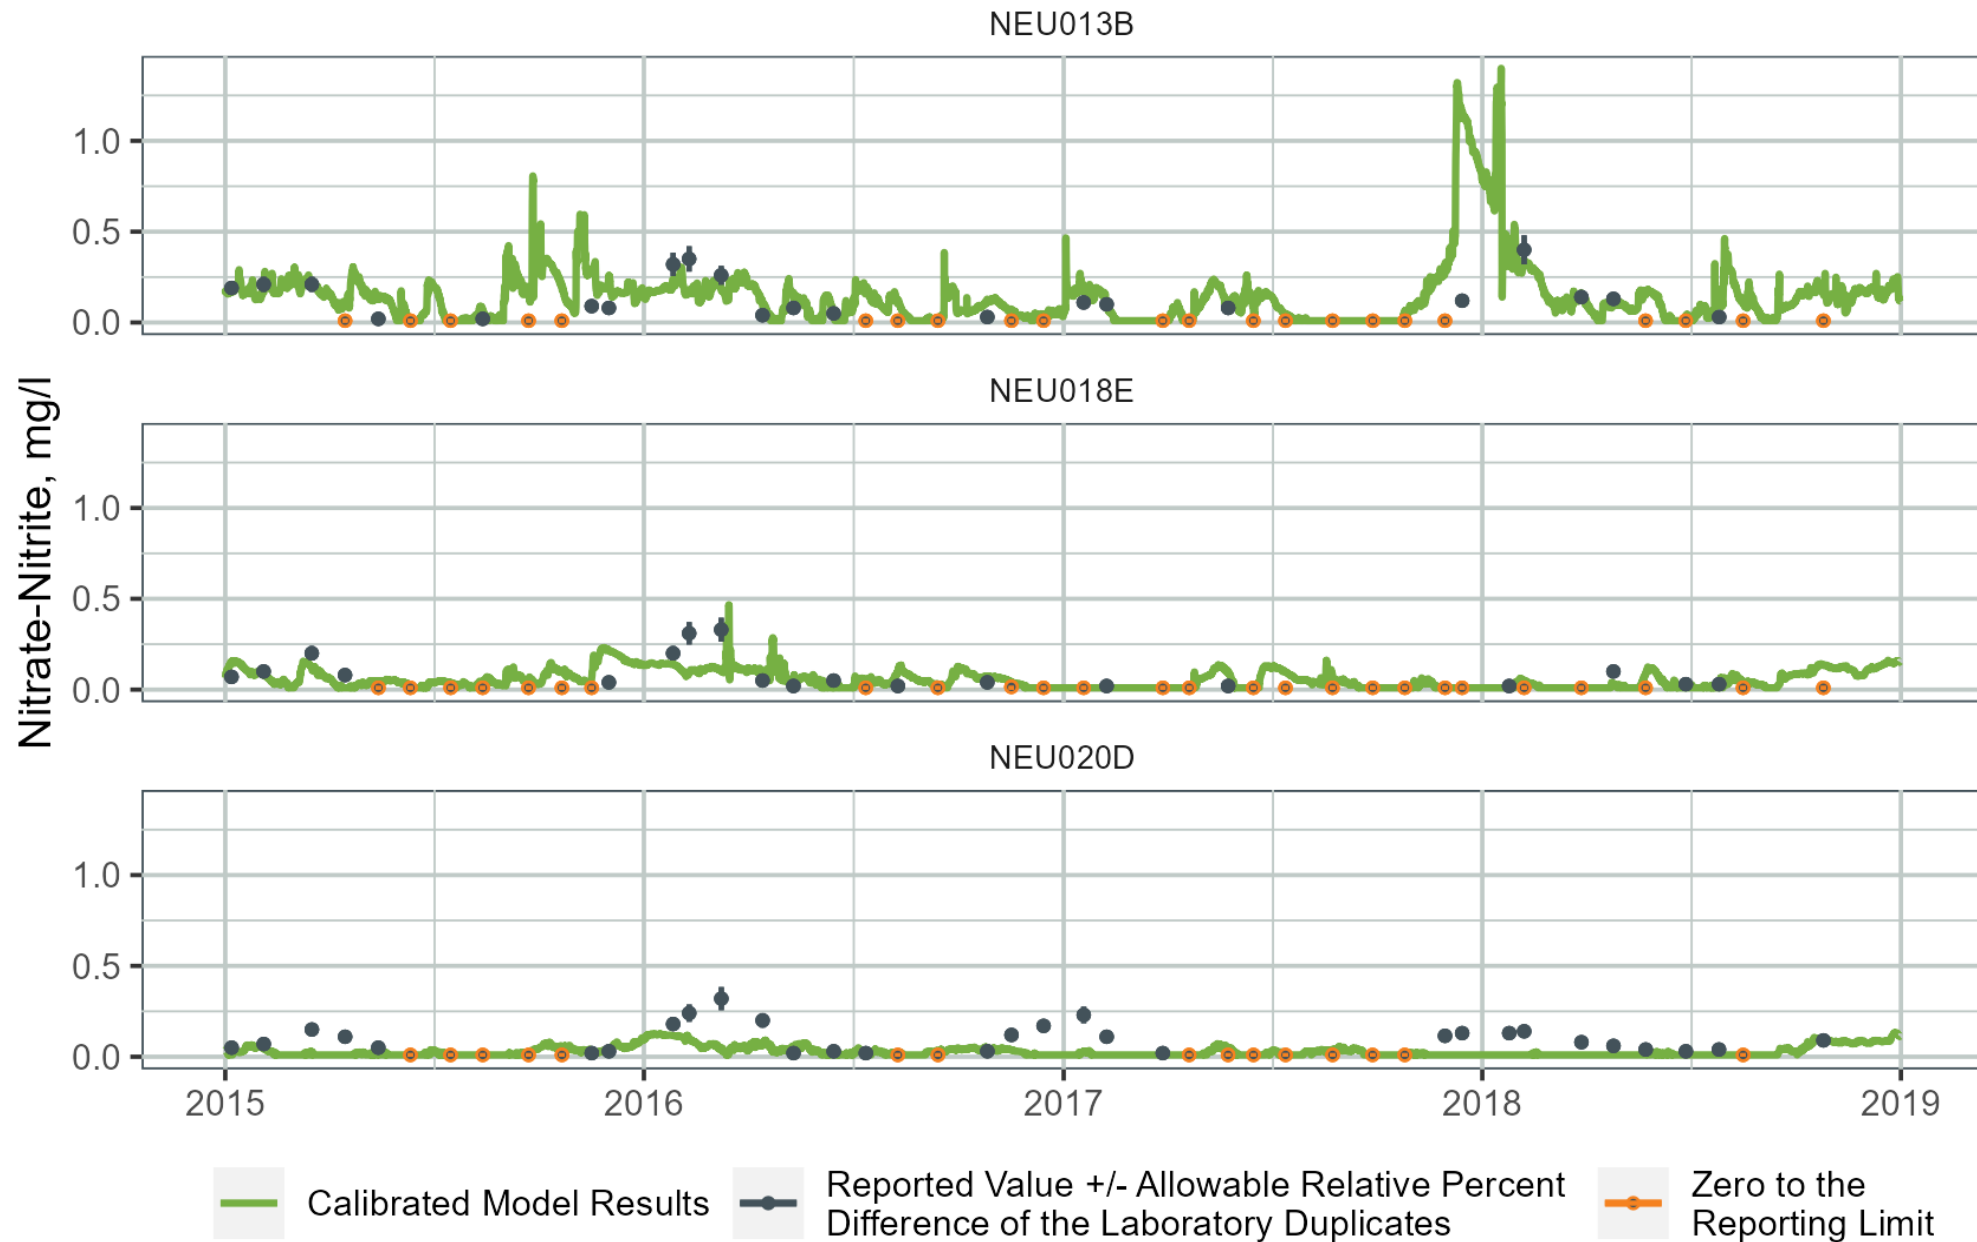 NEU013B
1.0
0.5
0.0
NEU018E
Nitrate-Nitrite, mg/l
1.0
0.5
0.0
NEU020D
1.0
0.5
0.0
2015
2016
2017
2018
2019
Calibrated Model Results
Reported Value +/- Allowable Relative Percent
Difference of the Laboratory Duplicates
Zero to the
Reporting Limit